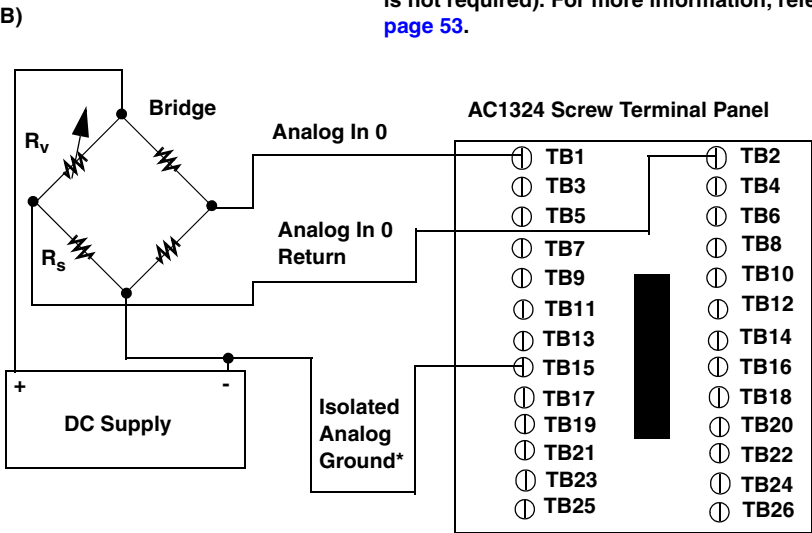 is not required). For more information, refe
B)
page 53.
Bridge
AC1324 Screw Terminal Panel
Rv
Analog In 0
TB1
TB2
TB3
TB4
TB5
TB6
Analog In 0
Return
Rs
TB7
TB8
TB9
TB10
TB11
TB12
TB13
TB14
TB15
TB16
+
-
TB17
TB18
DC Supply
Isolated
Analog
Ground*
TB19
TB20
TB21
TB22
TB23
TB24
TB25
TB26